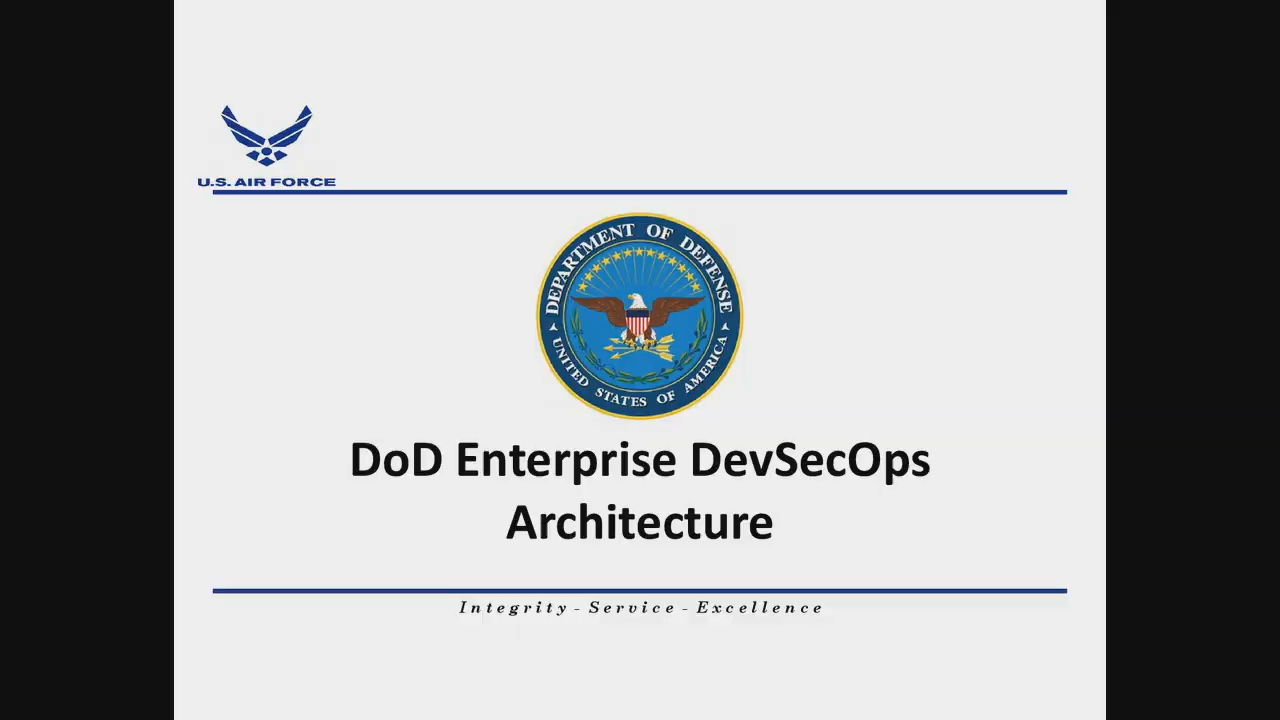 U.S. AIR FORCE
DEPARTMENT OF DEFENSE
UNITED STATES OF AMERICA
DoD Enterprise DevSecOps
Architecture
Integrity - Service - Excellence